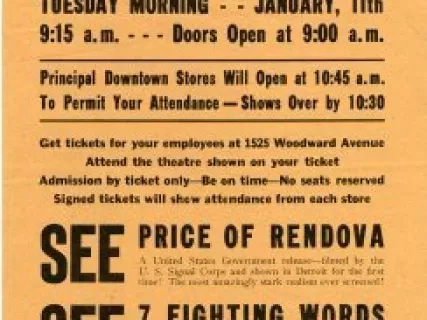 TUESDAY MORNING - - JANUARY, 11th
9:15 a.m. - - - Doors Open at 9:00 a.m.
Principal Downtown Stores Will Open at 10:45 a.m.
To Permit Your Attendance — Shows Over by 10:30
Get tickets for your employees at 1525 Woodward Avenue
Attend the theatre shown on your ticket
Admission by ticket only—Be on time—No seats reserved
Signed tickets will show attendance from each store
SEE PRICE OF RENDOVA
A United States Government release—filmed by the
U. S. Signal Corps and shown in Detroit for the first
time! The most amazingly stark realism ever screened!
SEE 7 FIGHTING WORDS